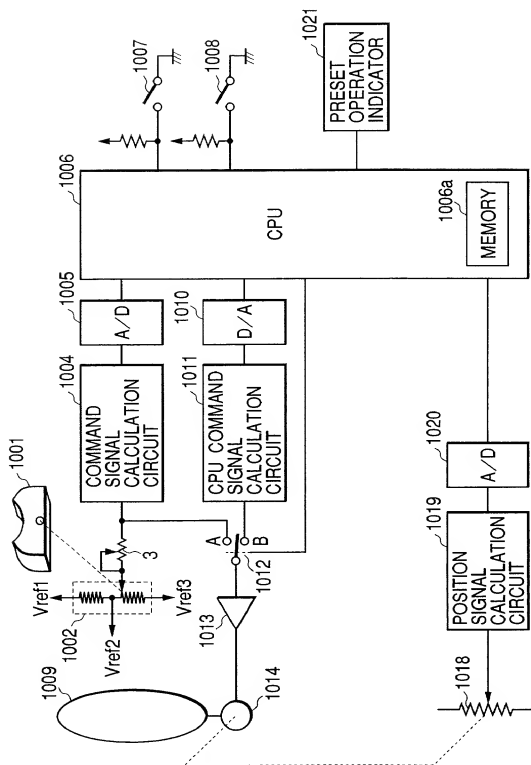 1001
Vref1
1002
Vref2
Vref3
3
1004
COMMAND
SIGNAL
CALCULATION
CIRCUIT
1005
A/D
1006
CPU
1006a
MEMORY
1007
1008
1009
1010
D/A
1011
CPU COMMAND
SIGNAL
CALCULATION
CIRCUIT
A
B
1012
1013
1014
1018
1019
POSITION
SIGNAL
CALCULATION
CIRCUIT
1020
A/D
1021
PRESET
OPERATION
INDICATOR